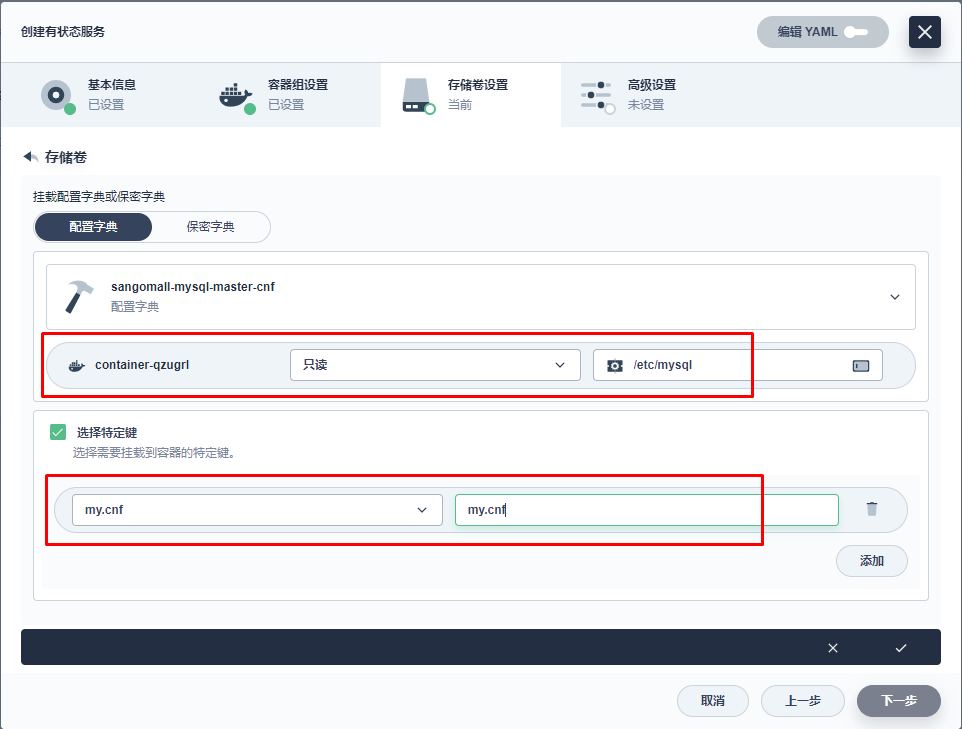 创建有状态服务
编辑 YAML
基本信息
已设置
容器组设置
已设置
存储卷设置
当前
高级设置
未设置
存储卷
挂载配置字典或保密字典
配置字典
保密字典
sangomall-mysql-master-cnf
配置字典
container-qzugrl
只读
/etc/mysql
选择特定键
选择需要挂载到容器的特定键。
my.cnf
my.cnf
添加
取消
上一步
下一步